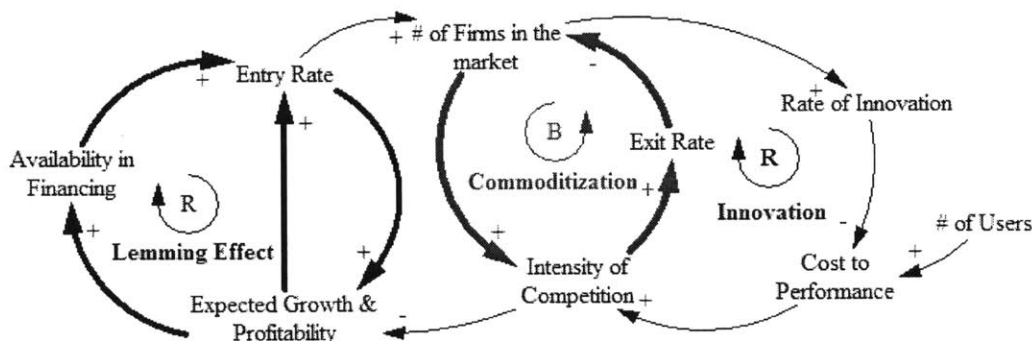 # of Firms in the
market
Entry Rate
Rate of Innovation
Availability in
Financing
Exit Rate
B
R
R
Commoditization
Lemming Effect
Innovation
# of Users
Intensity of
Competition
Cost to
Performance
Expected Growth &
Profitability
+
+
-
+
+
+
+
-
+
+
+
+
+
-